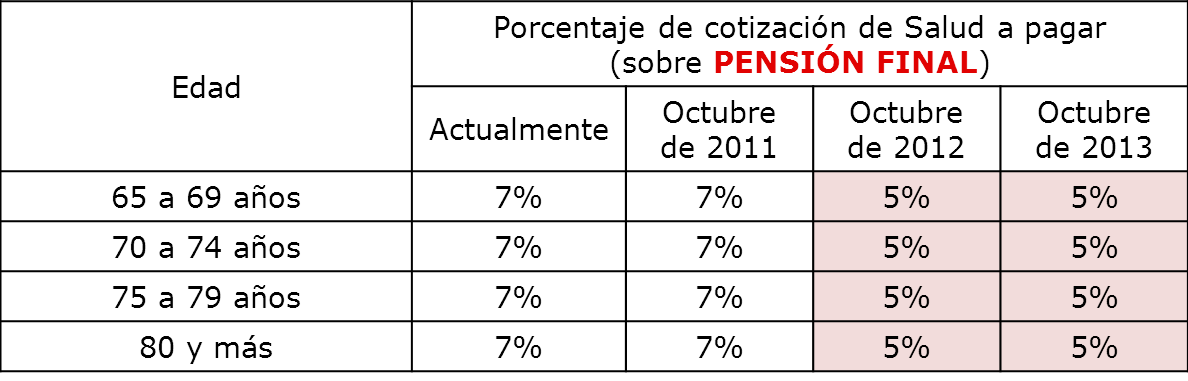 Edad
Porcentaje de cotización de Salud a pagar
(sobre PENSIÓN FINAL)
Actualmente
Octubre
de 2011
Octubre
de 2012
Octubre
de 2013
65 a 69 años 7% 7% 5% 5%
70 a 74 años 7% 7% 5% 5%
75 a 79 años 7% 7% 5% 5%
80 y más 7% 7% 5% 5%